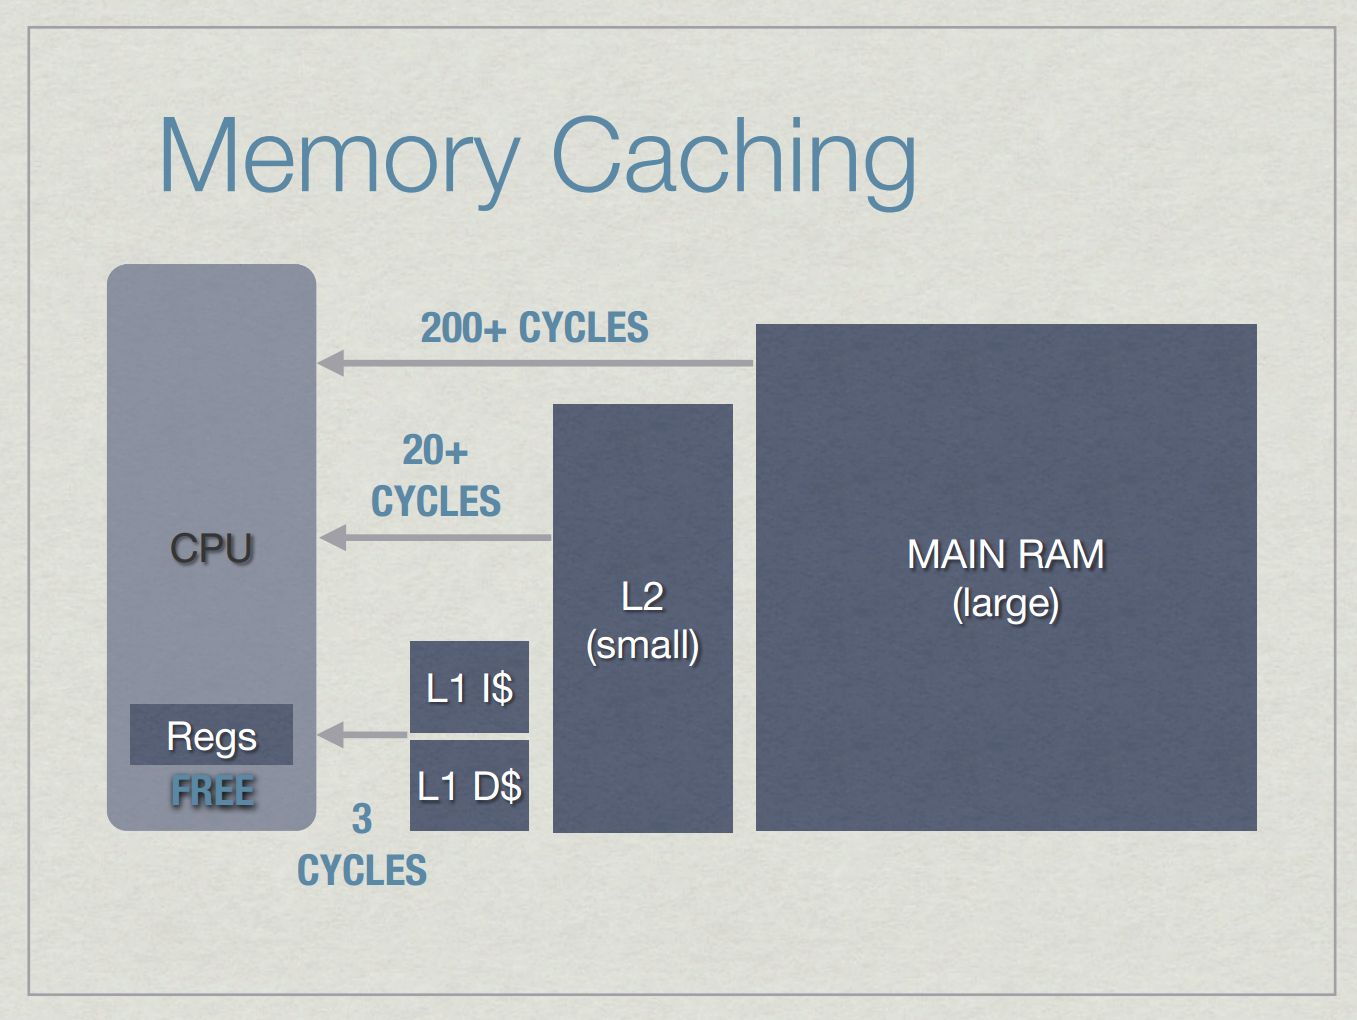 Memory Caching
200+ CYCLES
20+
CYCLES
CPU
MAIN RAM
(large)
L2
(small)
L1 I$
Regs
FREE
L1 D$
3
CYCLES